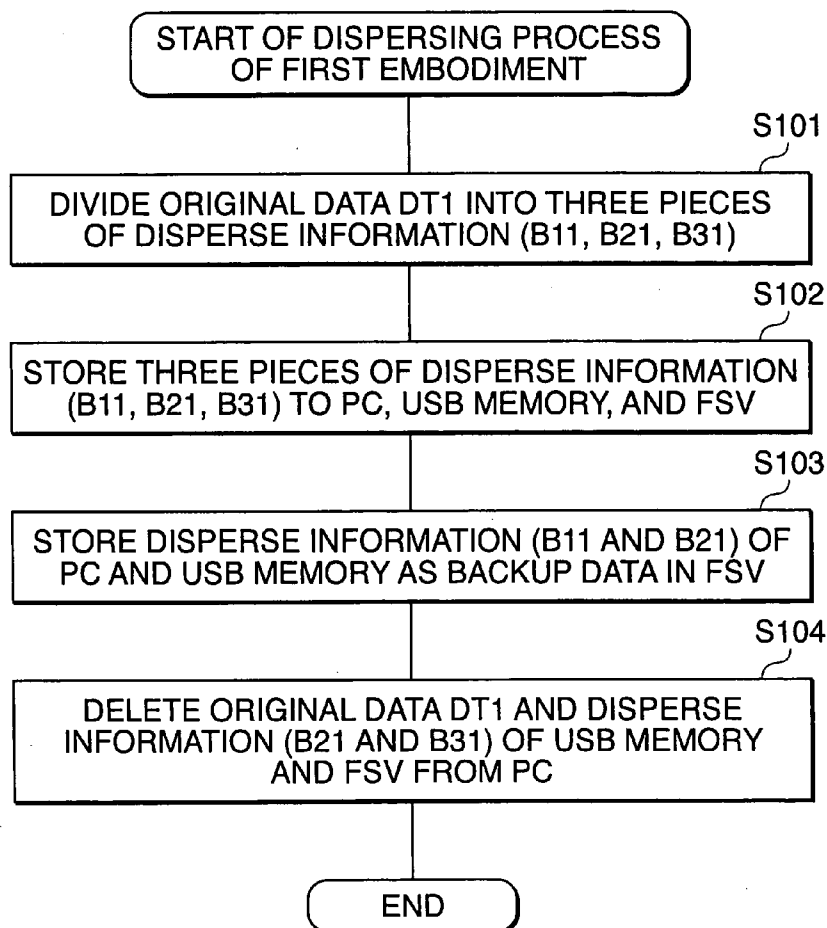 START OF DISPERSING PROCESS
OF FIRST EMBODIMENT
S101
DIVIDE ORIGINAL DATA DT1 INTO THREE PIECES
OF DISPERSE INFORMATION (B11, B21, B31)
S102
STORE THREE PIECES OF DISPERSE INFORMATION
(B11, B21, B31) TO PC, USB MEMORY, AND FSV
S103
STORE DISPERSE INFORMATION (B11 AND B21) OF
PC AND USB MEMORY AS BACKUP DATA IN FSV
S104
DELETE ORIGINAL DATA DT1 AND DISPERSE
INFORMATION (B21 AND B31) OF USB MEMORY
AND FSV FROM PC
END